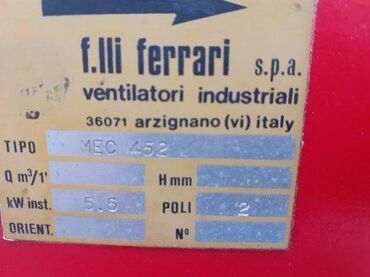 f.lli ferrari s.p.a.
ventilatori industriali
36071 arzignano (vi) italy
TIPO MEC 452
Q m³/1' H mm
kW inst. 5.5 POLI 2
ORIENT. N°